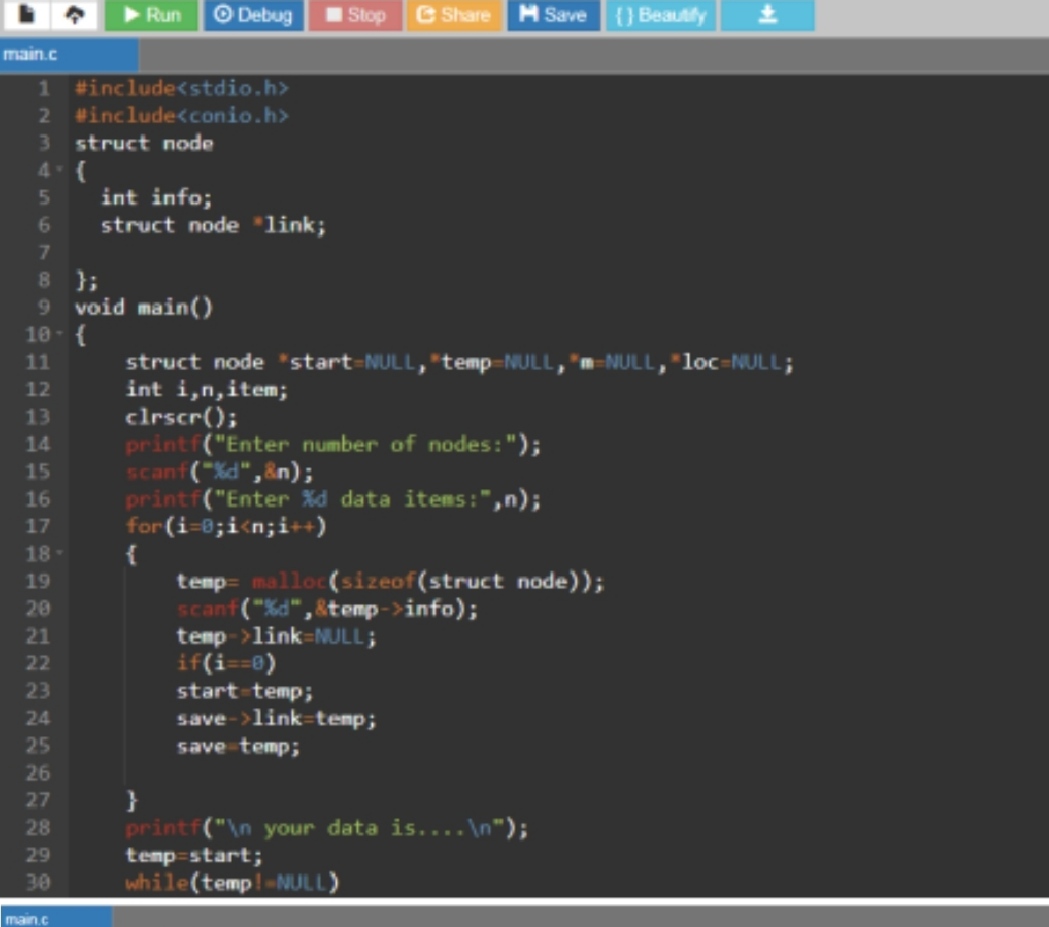 Run Debug Stop Share Save {} Beautify
main.c
1 #include<stdio.h>
2 #include<conio.h>
3 struct node
4 {
5 int info;
6 struct node *link;
7
8 };
9 void main()
10 {
11 struct node *start=NULL,*temp=NULL,*m=NULL,*loc=NULL;
12 int i,n,item;
13 clrscr();
14 printf("Enter number of nodes:");
15 scanf("%d",&n);
16 printf("Enter %d data items:",n);
17 for(i=0;i<n;i++)
18 {
19 temp= malloc(sizeof(struct node));
20 scanf("%d",&temp->info);
21 temp->link=NULL;
22 if(i==0)
23 start=temp;
24 save->link=temp;
25 save=temp;
26
27 }
28 printf("\n your data is....\n");
29 temp=start;
30 while(temp!=NULL)
main.c